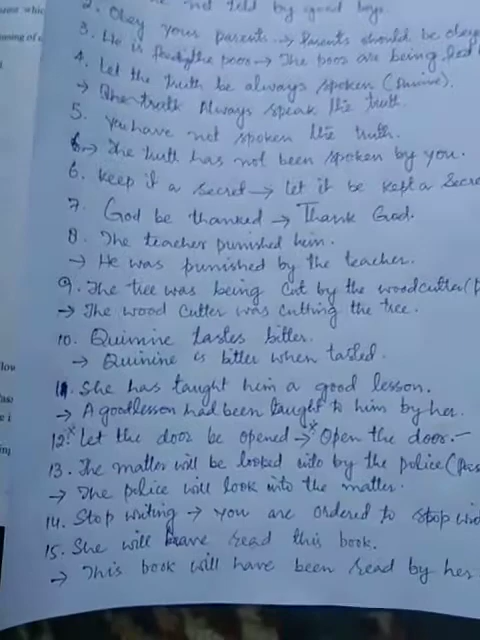 not told by good boys.
2. Obey your parents → Parents should be obey
3. He is the poor → The poor are being fed
4. Let the truth be always spoken (Passive).
→ The truth Always speak the truth.
5. You have not spoken the truth.
→ The truth has not been spoken by you.
6. Keep it a secret → Let it be kept a secre
7. God be thanked → Thank God.
8. The teacher punished him.
→ He was punished by the teacher.
9. The tree was being cut by the woodcutter (
→ The wood cutter was cutting the tree.
10. Quinine tastes bitter.
→ Quinine is bitter when tasted.
11. She has taught him a good lesson.
→ A good lesson had been taught to him by her.
12. Let the door be opened → Open the door.
13. The matter will be looked into by the police (
→ The police will look into the matter.
14. Stop writing → You are ordered to stop
15. She will have read this book.
→ This book will have been read by her